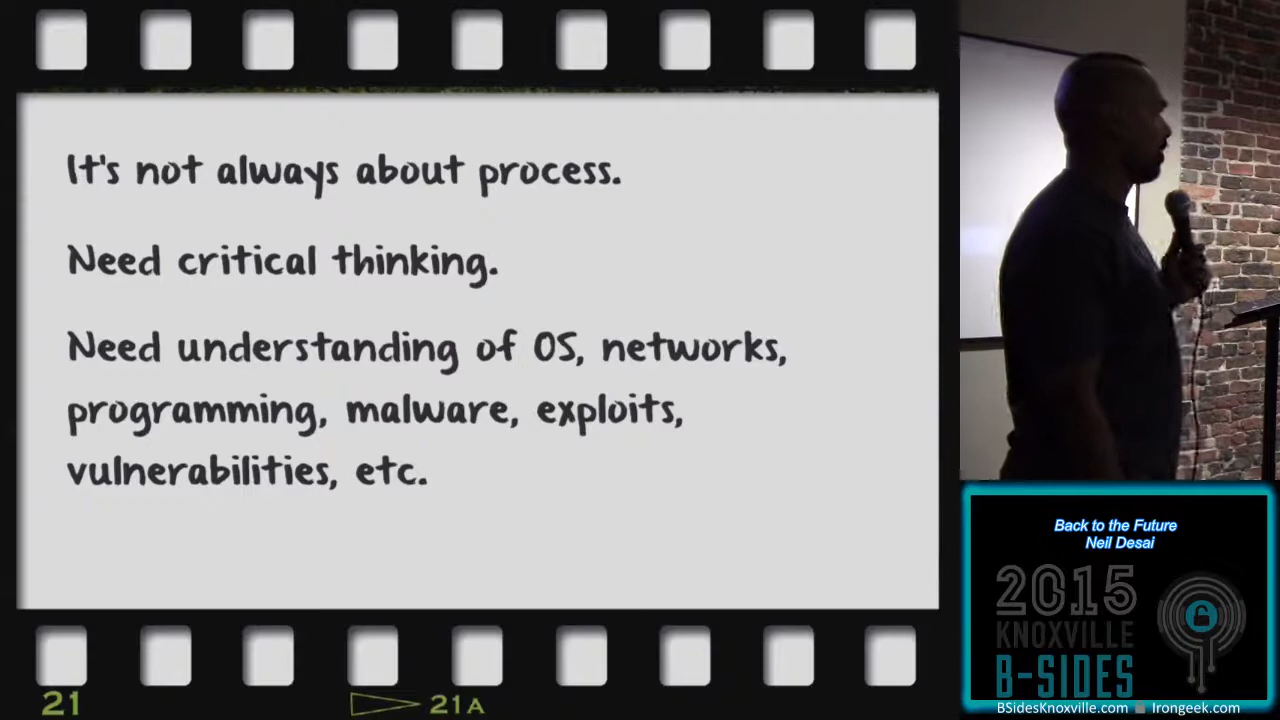 It's not always about process.
Need critical thinking.
Need understanding of OS, networks,
programming, malware, exploits,
vulnerabilities, etc.
21
21A
Back to the Future
Neil Desai
2015
KNOXVILLE
B-SIDES
BSidesKnoxville.com Irongeek.com